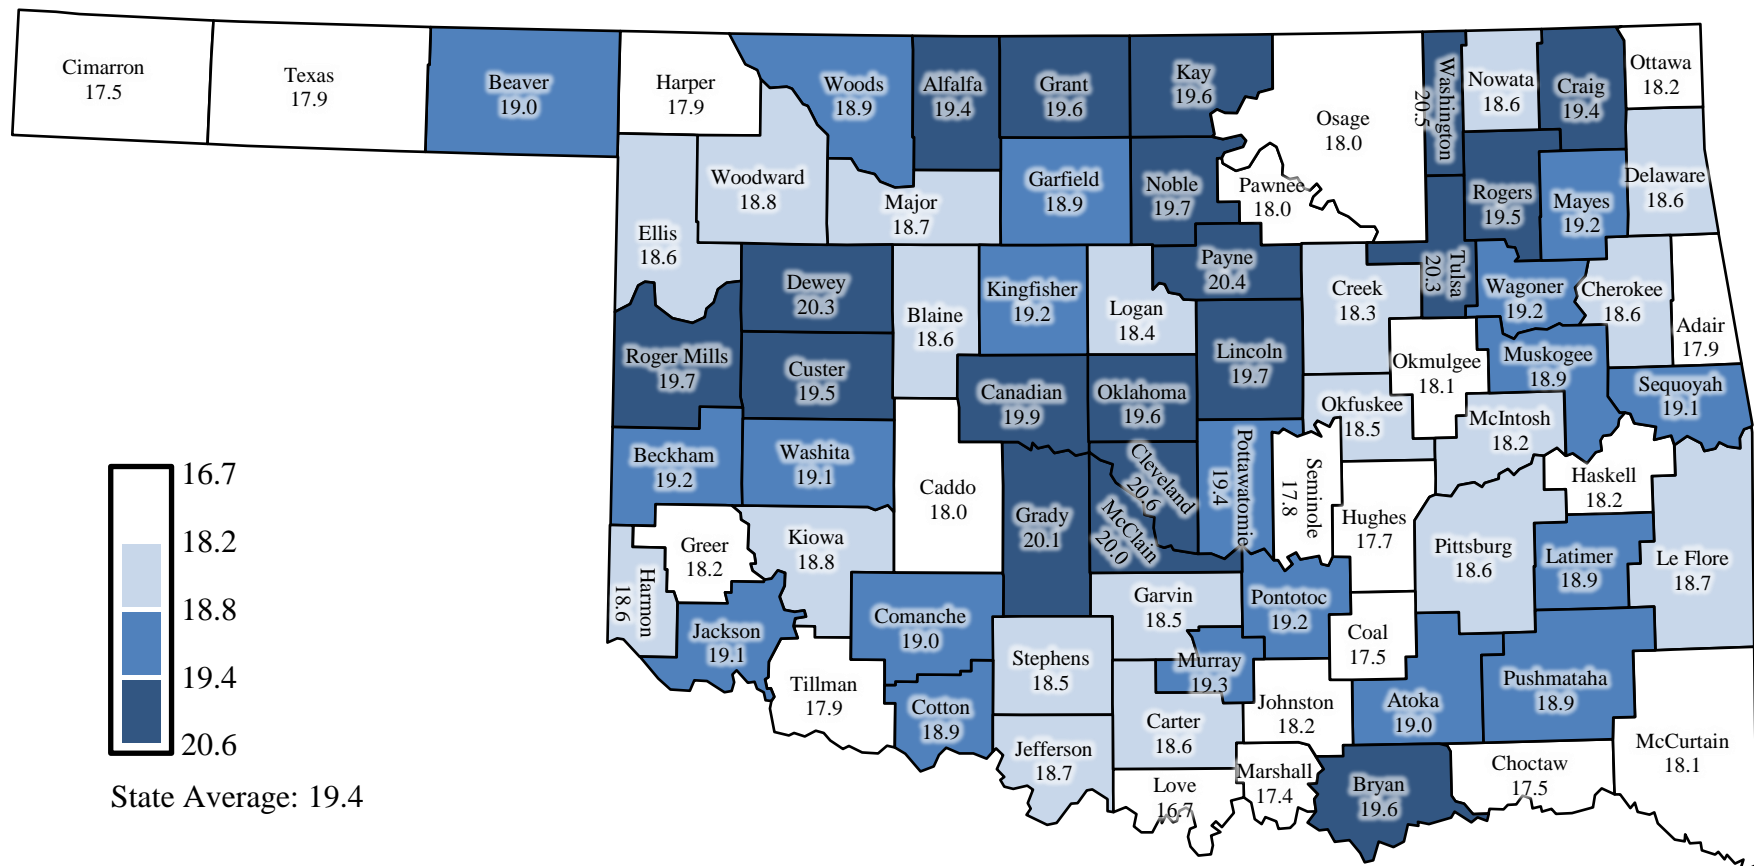 Cimarron
17.5
Texas
17.9
Beaver
19.0
Harper
17.9
Woods
18.9
Alfalfa
19.4
Grant
19.6
Kay
19.6
Osage
18.0
Washington
20.5
Nowata
18.6
Craig
19.4
Ottawa
18.2
Woodward
18.8
Major
18.7
Garfield
18.9
Noble
19.7
Pawnee
18.0
Rogers
19.5
Mayes
19.2
Delaware
18.6
Ellis
18.6
Dewey
20.3
Blaine
18.6
Kingfisher
19.2
Logan
18.4
Payne
20.4
Creek
18.3
Tulsa
20.3
Wagoner
19.2
Cherokee
18.6
Adair
17.9
Roger Mills
19.7
Custer
19.5
Canadian
19.9
Oklahoma
19.6
Lincoln
19.7
Okmulgee
18.1
Muskogee
18.9
Sequoyah
19.1
Okfuskee
18.5
McIntosh
18.2
Beckham
19.2
Washita
19.1
Caddo
18.0
Grady
20.1
Cleveland
20.6
McClain
20.0
Pottawatomie
19.4
Seminole
17.8
Hughes
17.7
Haskell
18.2
Pittsburg
18.6
Latimer
18.9
Le Flore
18.7
Greer
18.2
Kiowa
18.8
Harmon
18.6
Jackson
19.1
Comanche
19.0
Garvin
18.5
Pontotoc
19.2
Coal
17.5
Stephens
18.5
Murray
19.3
Tillman
17.9
Cotton
18.9
Jefferson
18.7
Carter
18.6
Johnston
18.2
Atoka
19.0
Pushmataha
18.9
McCurtain
18.1
Love
16.7
Marshall
17.4
Bryan
19.6
Choctaw
17.5
16.7
18.2
18.8
19.4
20.6
State Average: 19.4